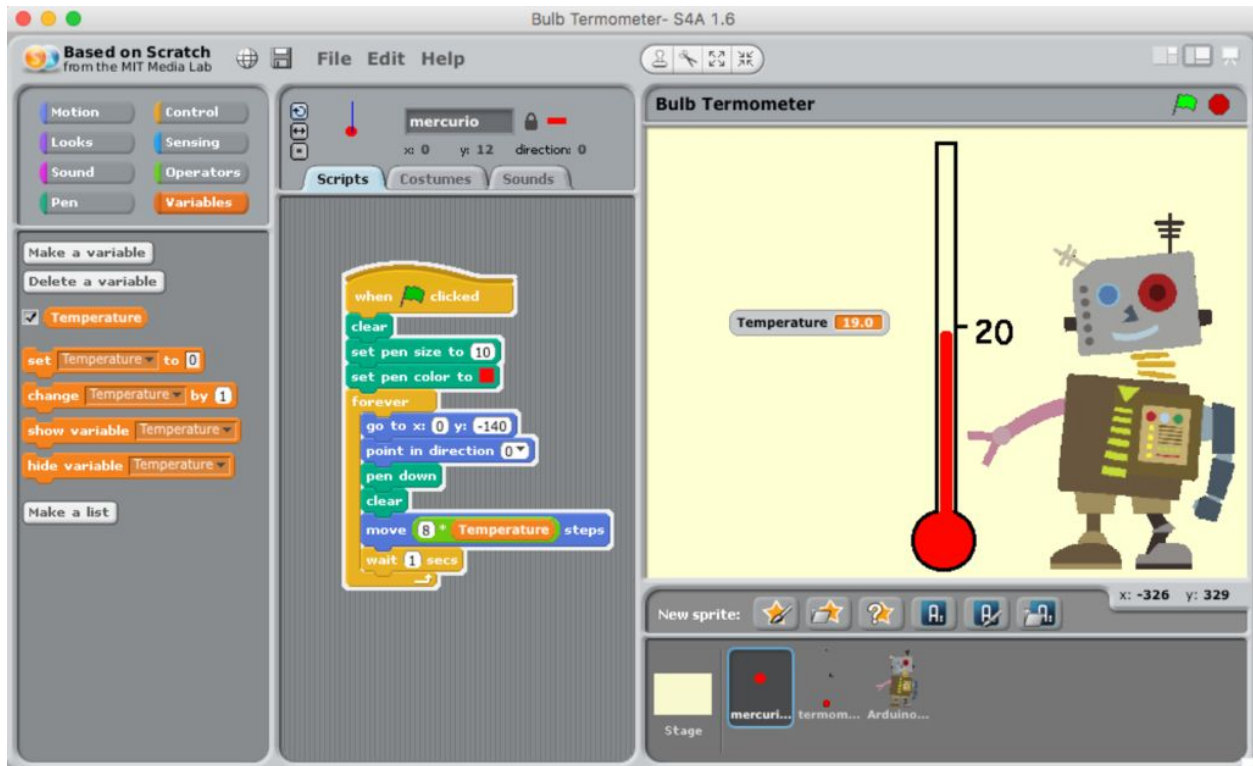 Bulb Termometer- S4A 1.6
Based on Scratch
from the MIT Media Lab
File Edit Help
Motion Control
Looks Sensing
Sound Operators
Pen Variables
Make a variable
Delete a variable
Temperature
set Temperature to 0
change Temperature by 1
show variable Temperature
hide variable Temperature
Make a list
mercurio
x: 0 y: 12 direction: 0
Scripts Costumes Sounds
when clicked
clear
set pen size to 10
set pen color to
forever
go to x: 0 y: -140
point in direction 0
pen down
clear
move 8 * Temperature steps
wait 1 secs
Bulb Termometer
Temperature 19.0
20
x: -326 y: 329
New sprite:
Stage
mercuri... termom... Arduino...